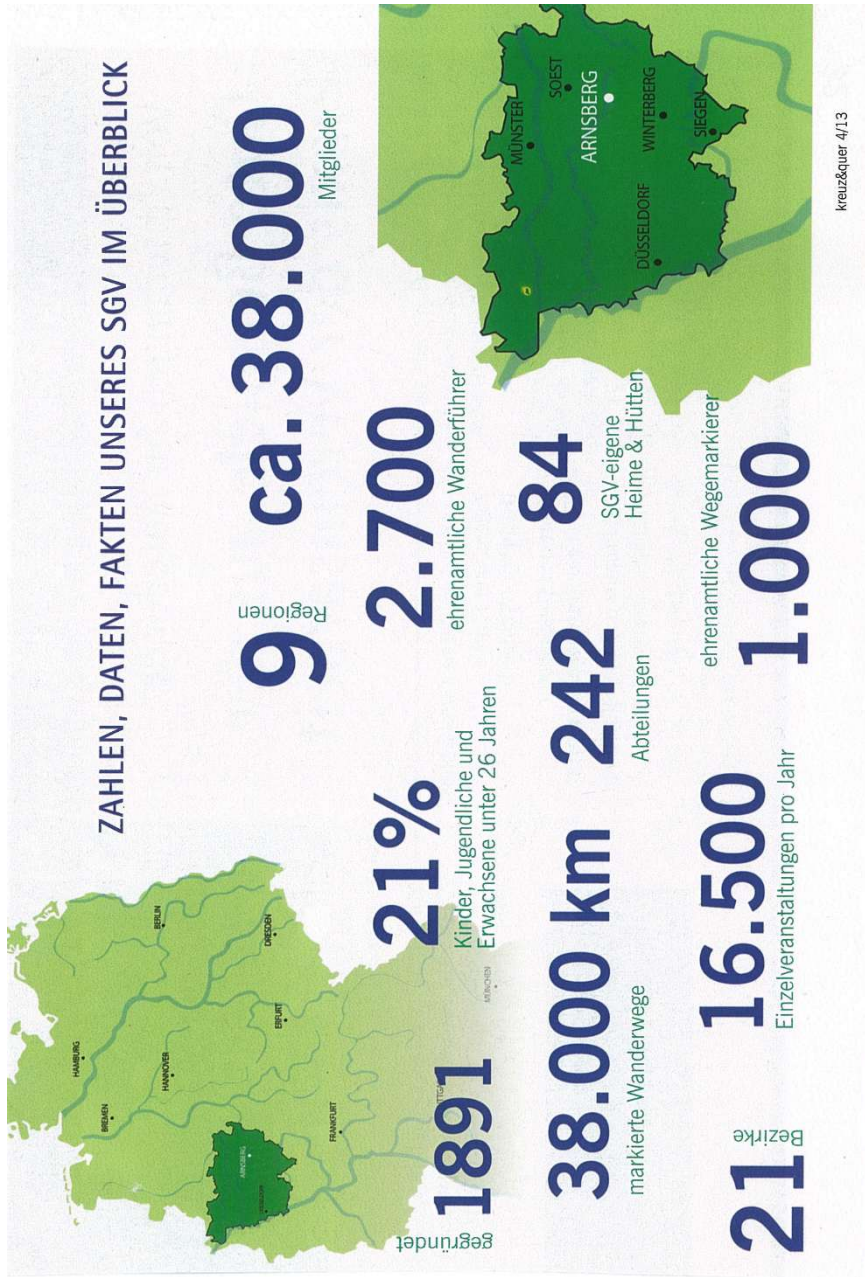 ZAHLEN, DATEN, FAKTEN UNSERES SGV IM ÜBERBLICK
HAMBURG
BREMEN
BERLIN
HANNOVER
ARNSBERG
ERFURT
DRESDEN
FRANKFURT
MÜNCHEN
9
Regionen
ca. 38.000
Mitglieder
gegründet
1891
21%
Kinder, Jugendliche und
Erwachsene unter 26 Jahren
2.700
ehrenamtliche Wanderführer
38.000 km
markierte Wanderwege
242
Abteilungen
84
SGV-eigene
Heime & Hütten
21
Bezirke
16.500
Einzelveranstaltungen pro Jahr
ehrenamtliche Wegemarkierer
1.000
MÜNSTER
SOEST
ARNSBERG
DÜSSELDORF
WINTERBERG
SIEGEN
kreuz&quer 4/13